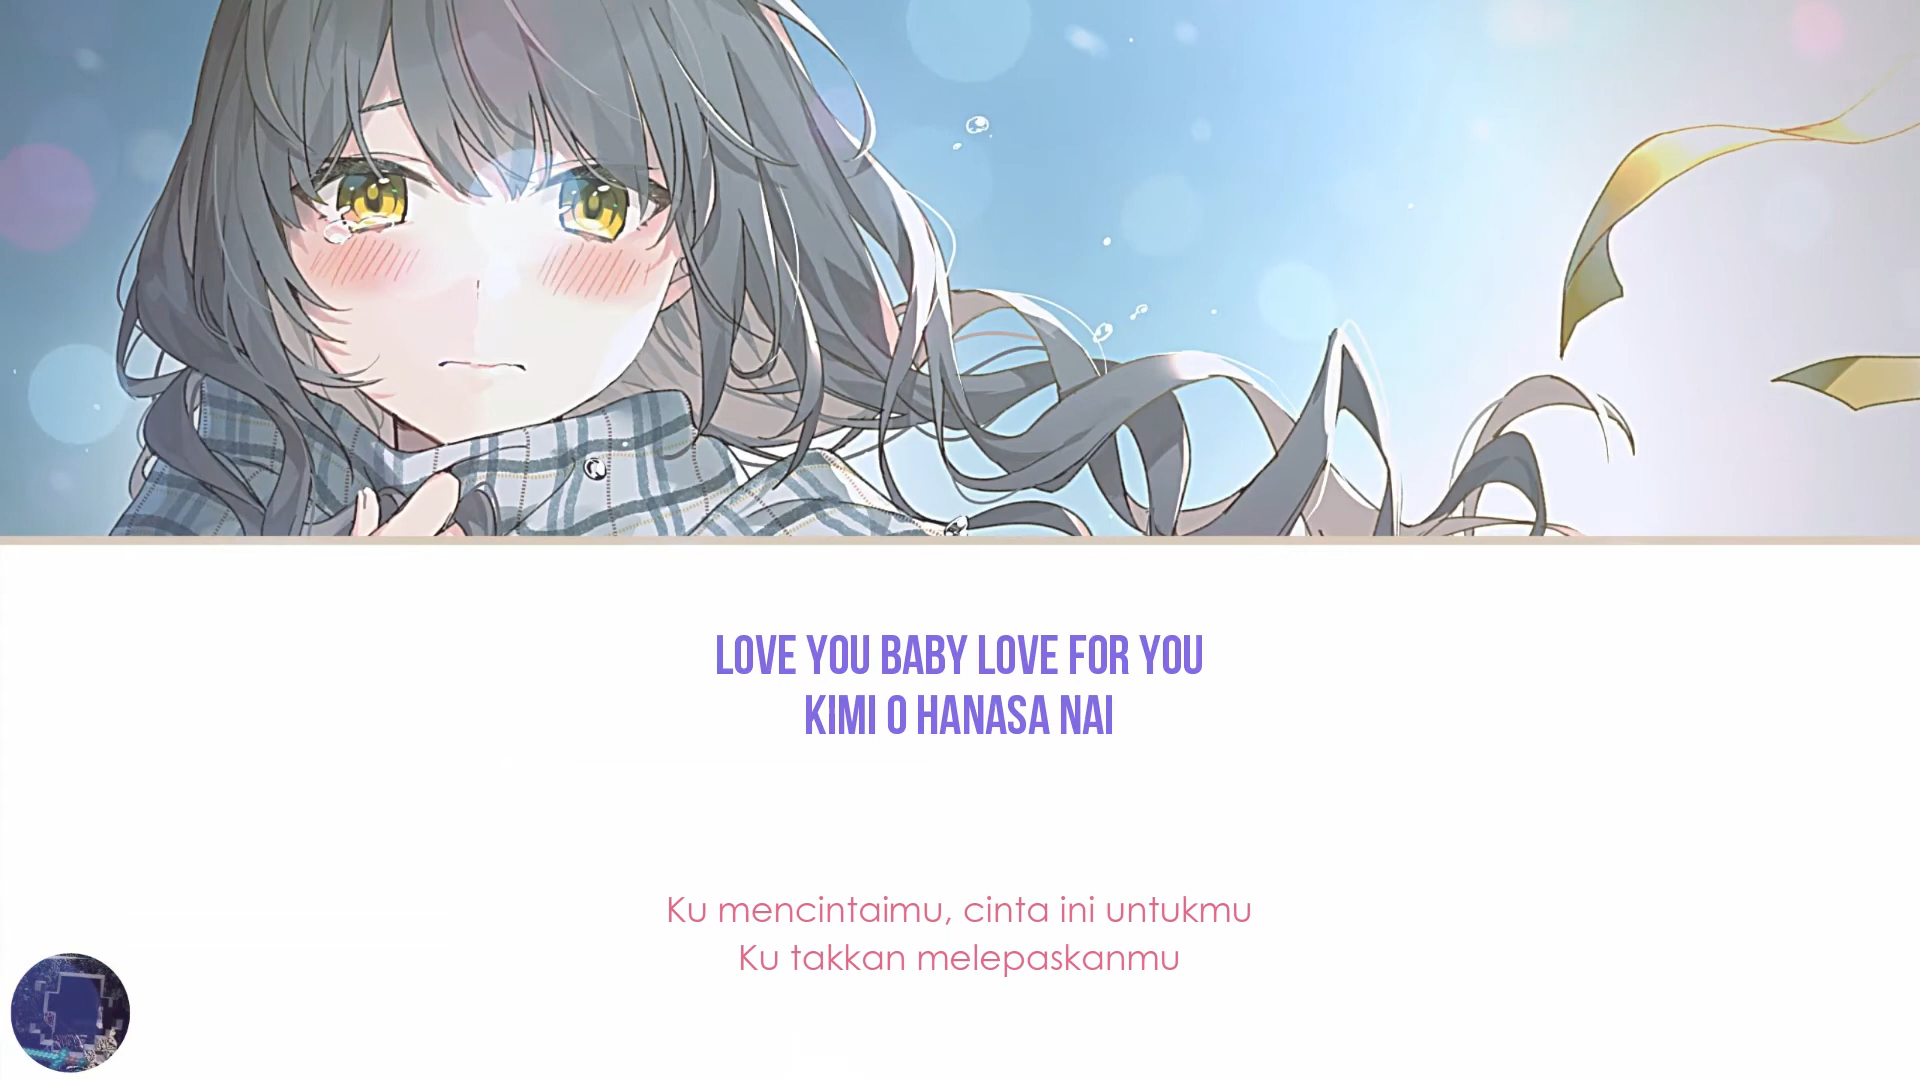 LOVE YOU BABY LOVE FOR YOU
KIMI O HANASA NAI
Ku mencintaimu, cinta ini untukmu
Ku takkan melepaskanmu